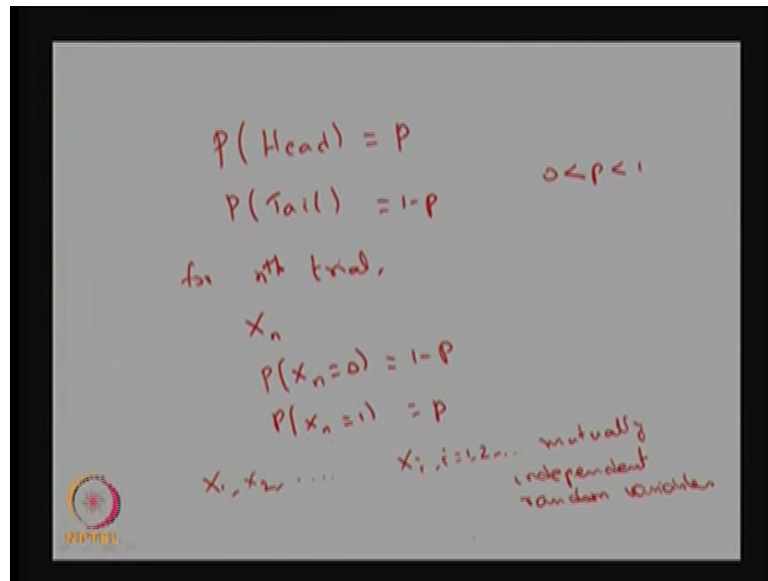 P(Head) = p
P(Tail) = 1-p
0<p<1
for nth trial,
Xn
P(Xn=0) = 1-p
P(Xn=1) = p
X1, X2, .... Xi, i=1,2... mutually
independent
random variables
NPTEL